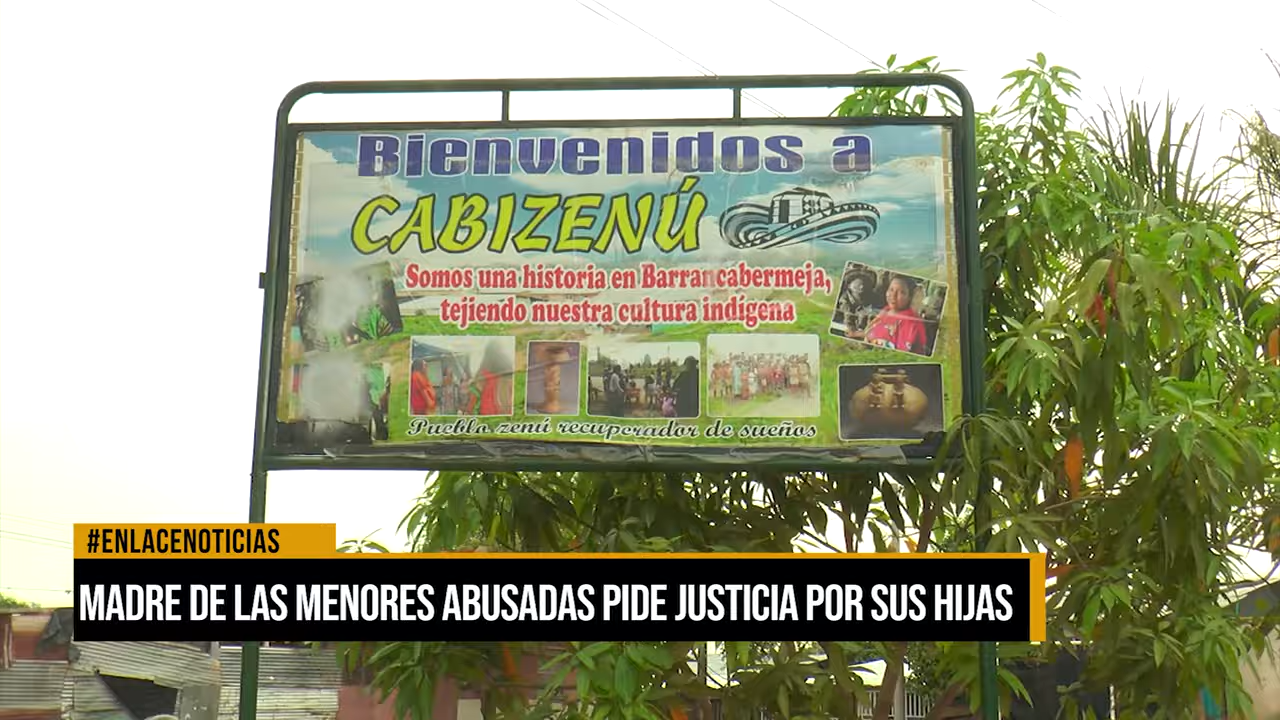 Bienvenidos a
CABIZENÚ
Somos una historia en Barrancabermeja,
tejiendo nuestra cultura indígena
Pueblo zenú recuperador de sueños
#ENLACENOTICIAS
MADRE DE LAS MENORES ABUSADAS PIDE JUSTICIA POR SUS HIJAS